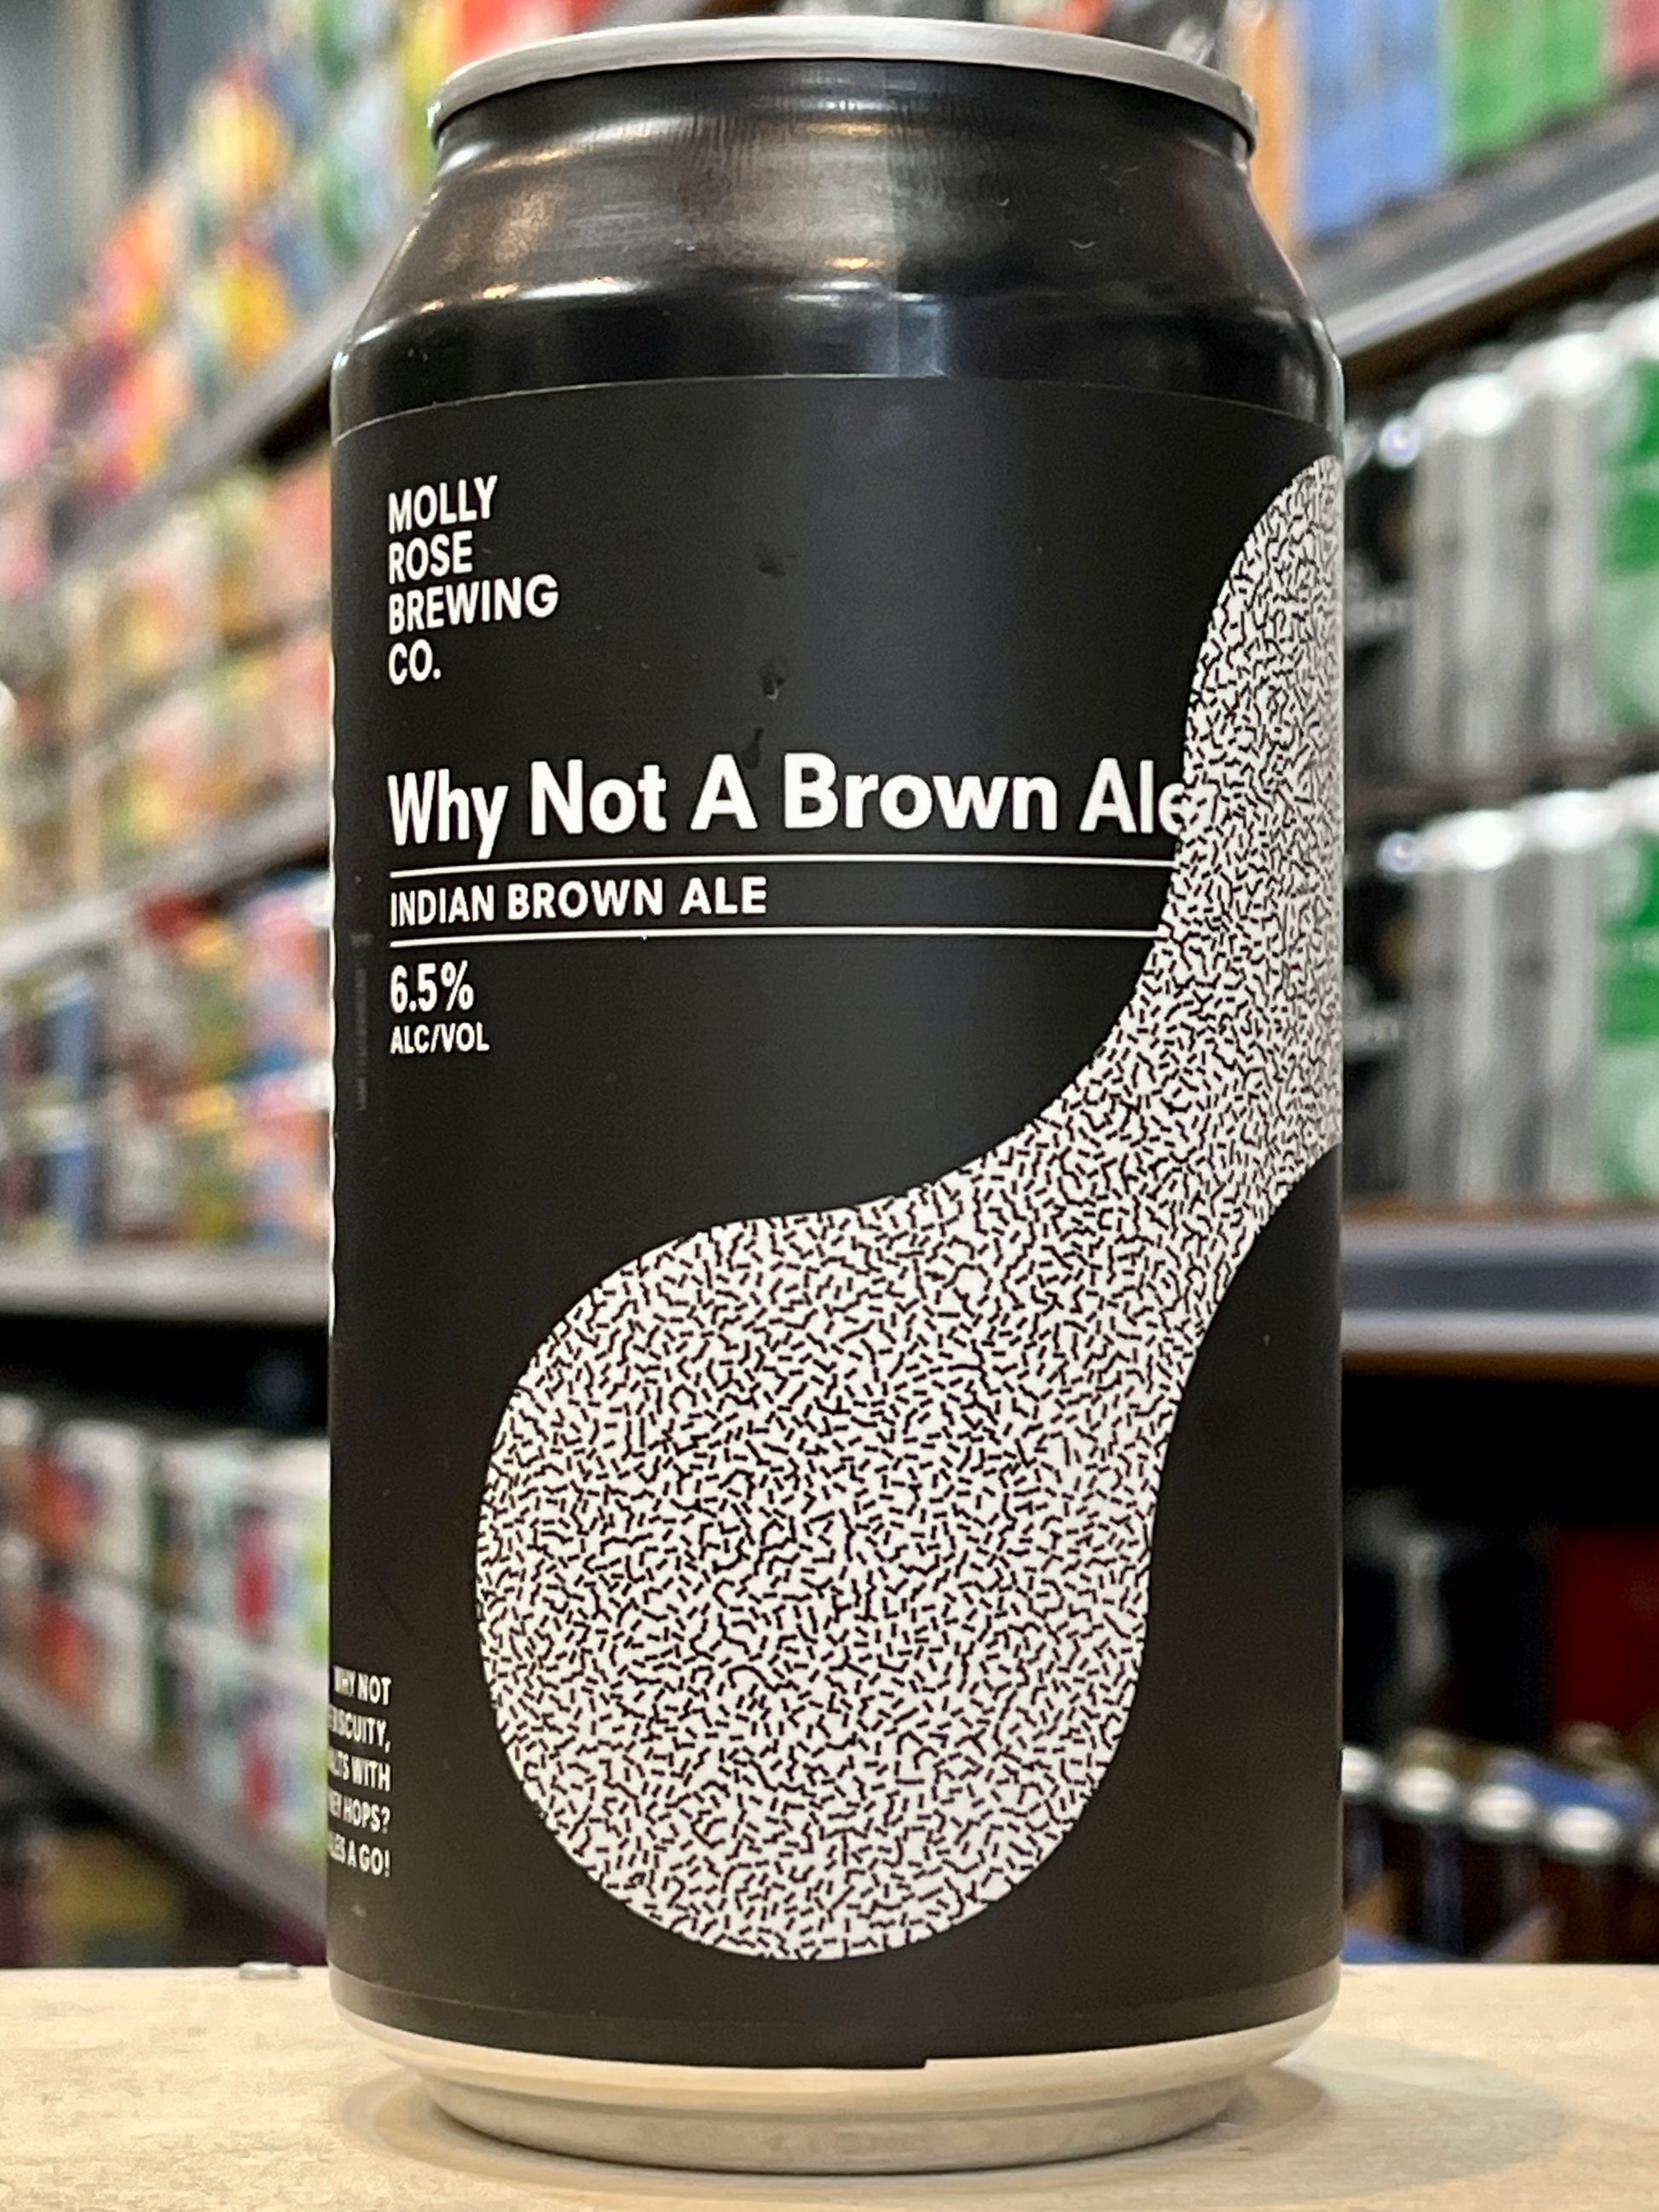 MOLLY
ROSE
BREWING
CO.
Why Not A Brown Ale?
INDIAN BROWN ALE
6.5%
ALC/VOL
WHY NOT
WITH
HOPS?
A GO!